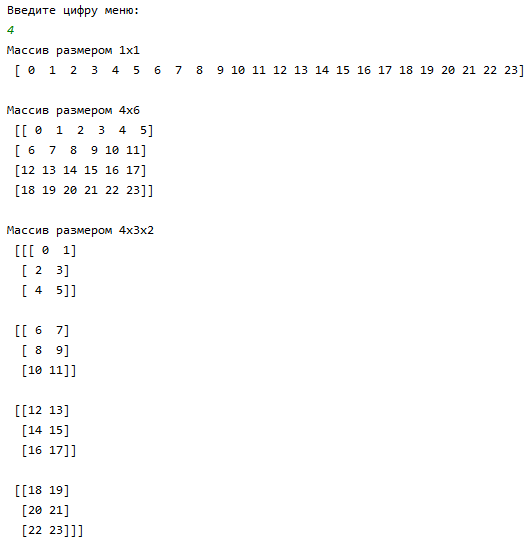 Введите цифру меню:
4
Массив размером 1x1
[ 0  1  2  3  4  5  6  7  8  9 10 11 12 13 14 15 16 17 18 19 20 21 22 23]
Массив размером 4x6
[[ 0  1  2  3  4  5]
[ 6  7  8  9 10 11]
[12 13 14 15 16 17]
[18 19 20 21 22 23]]
Массив размером 4x3x2
[[[ 0  1]
[ 2  3]
[ 4  5]]
[[ 6  7]
[ 8  9]
[10 11]]
[[12 13]
[14 15]
[16 17]]
[[18 19]
[20 21]
[22 23]]]